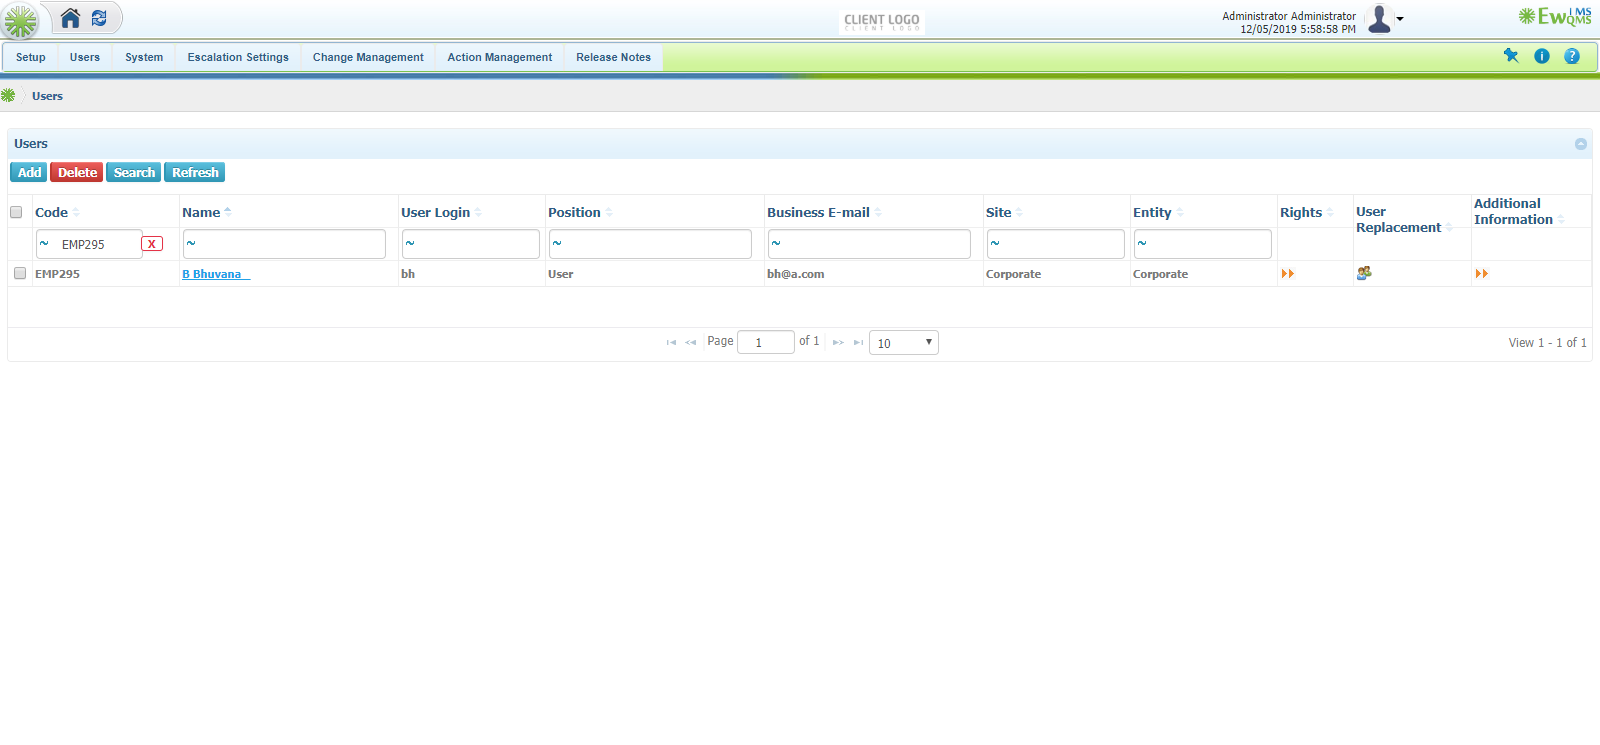 CLIENT LOGO
CLIENT LOGO
Administrator Administrator
12/05/2019 5:58:58 PM
EwQMS IMS
Setup Users System Escalation Settings Change Management Action Management Release Notes
Users
Users
Add Delete Search Refresh
Code Name User Login Position Business E-mail Site Entity Rights User Replacement Additional Information
~ EMP295 X ~ ~ ~ ~ ~ ~
EMP295 B Bhuvana bh User bh@a.com Corporate Corporate
Page 1 of 1 10 View 1 - 1 of 1